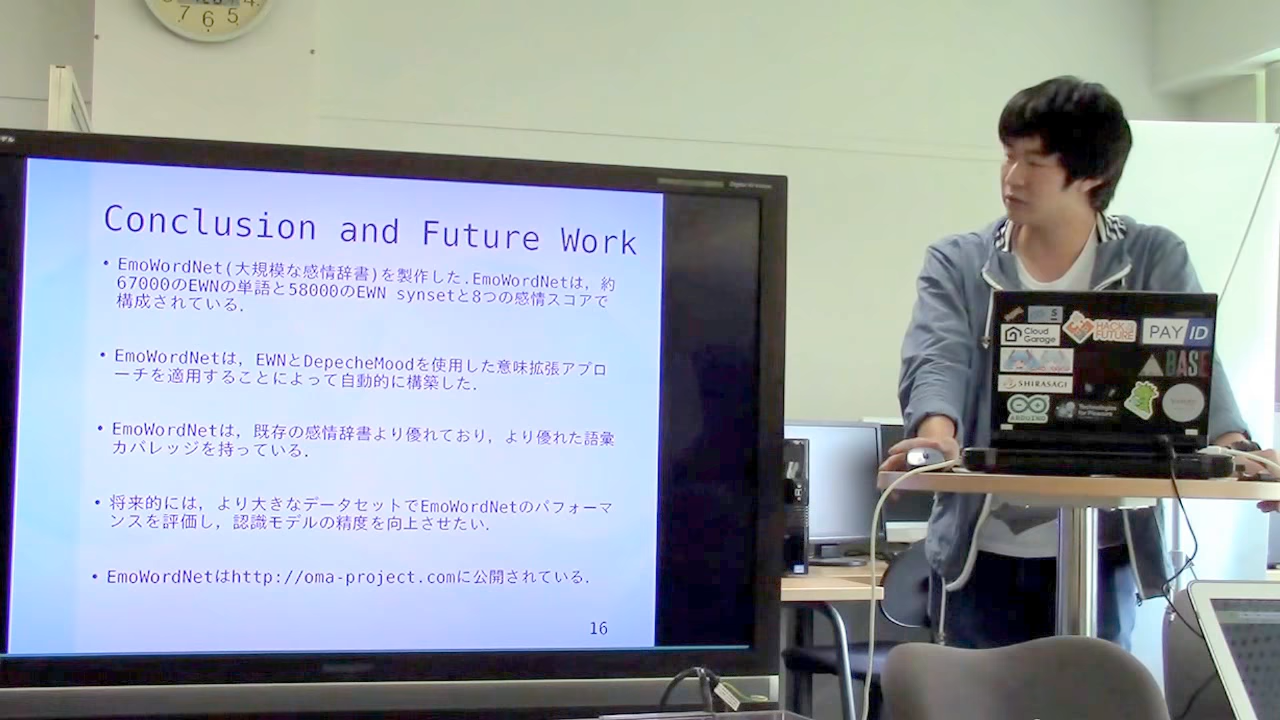 7 6 5 4
Conclusion and Future Work
• EmoWordNet(大規模な感情辞書)を製作した.EmoWordNetは, 約
67000のEWNの単語と58000のEWN synsetと8つの感情スコアで
構成されている.
• EmoWordNetは, EWNとDepecheMoodを使用した意味拡張アプロ
ーチを適用することによって自動的に構築した.
• EmoWordNetは, 既存の感情辞書より優れており, より優れた語彙
カバレッジを持っている.
• 将来的には, より大きなデータセットでEmoWordNetのパフォーマ
ンスを評価し, 認識モデルの精度を向上させたい.
• EmoWordNetはhttp://oma-project.comに公開されている.
16
Cloud
Garage
HACK
FUTURE
PAY ID
BASE
SHIRASAGI
ARDUINO
Technologies
for Pleasure